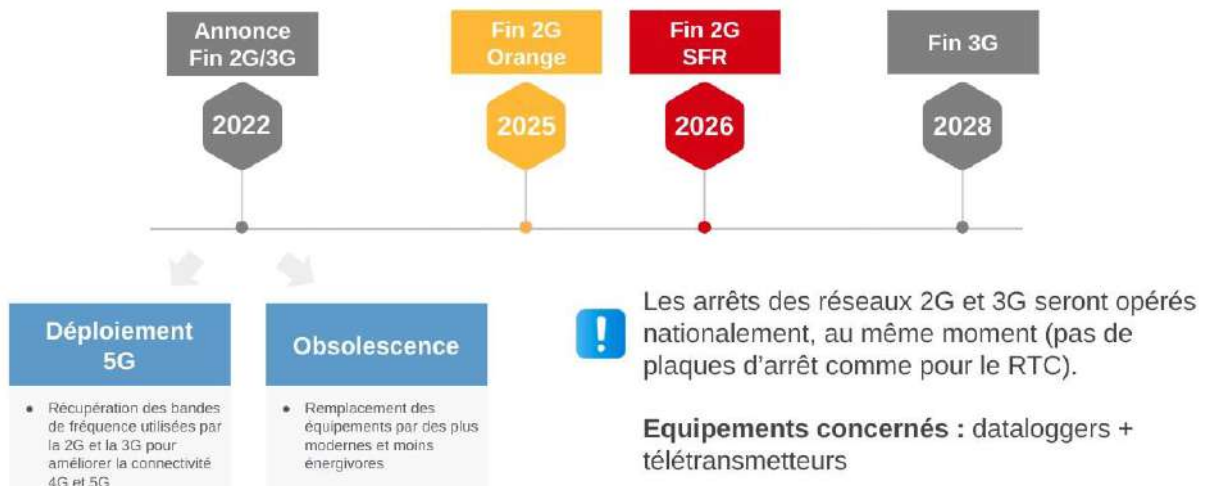 Annonce
Fin 2G/3G
Fin 2G
Orange
Fin 2G
SFR
Fin 3G
2022
2025
2026
2028
Déploiement
5G
Récupération des bandes
de fréquence utilisées par
la 2G et la 3G pour
améliorer la connectivité
4G et 5G
Obsolescence
Remplacement des
équipements par des plus
modernes et moins
énergivores
Les arrêts des réseaux 2G et 3G seront opérés
nationalement, au même moment (pas de
plaques d'arrêt comme pour le RTC).
Equipements concernés : dataloggers +
télétransmetteurs